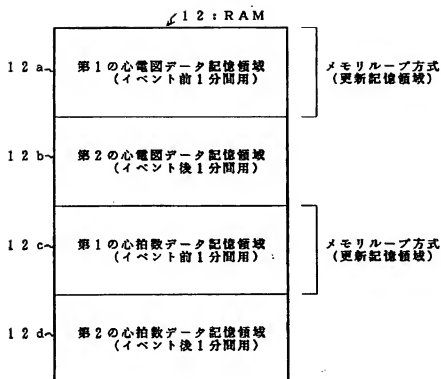 12:RAM
12a
第1の心電図データ記憶領域
(イベント前1分間用)
メモリループ方式
(更新記憶領域)
12b
第2の心電図データ記憶領域
(イベント後1分間用)
12c
第1の心拍数データ記憶領域
(イベント前1分間用)
メモリループ方式
(更新記憶領域)
12d
第2の心拍数データ記憶領域
(イベント後1分間用)